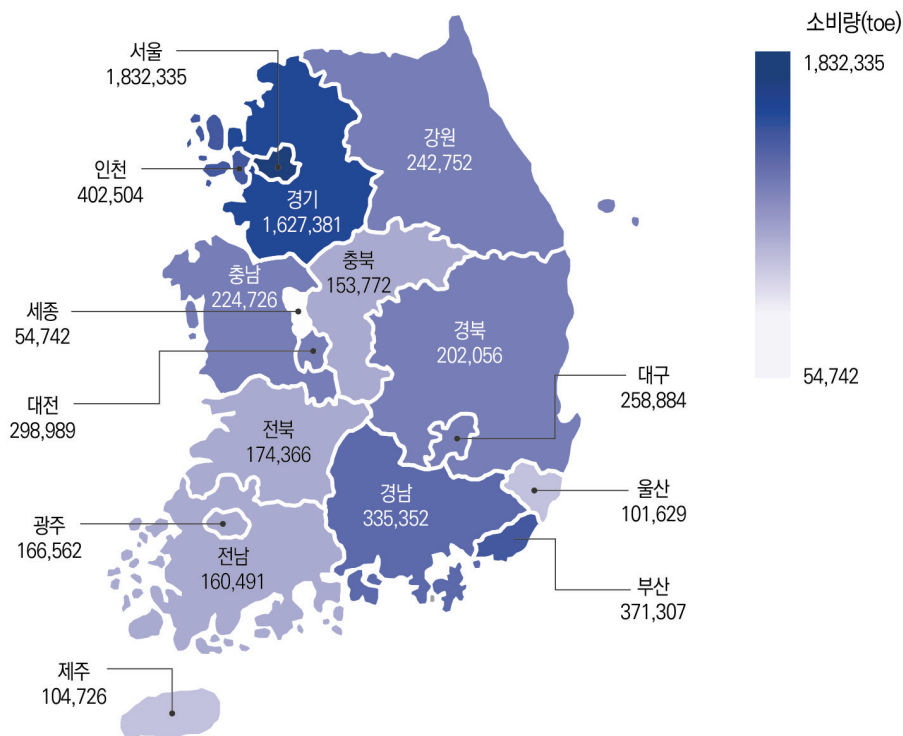 소비량(toe)
1,832,335
54,742
서울
1,832,335
인천
402,504
경기
1,627,381
강원
242,752
충남
224,726
충북
153,772
세종
54,742
대전
298,989
경북
202,056
대구
258,884
전북
174,366
경남
335,352
울산
101,629
광주
166,562
전남
160,491
부산
371,307
제주
104,726